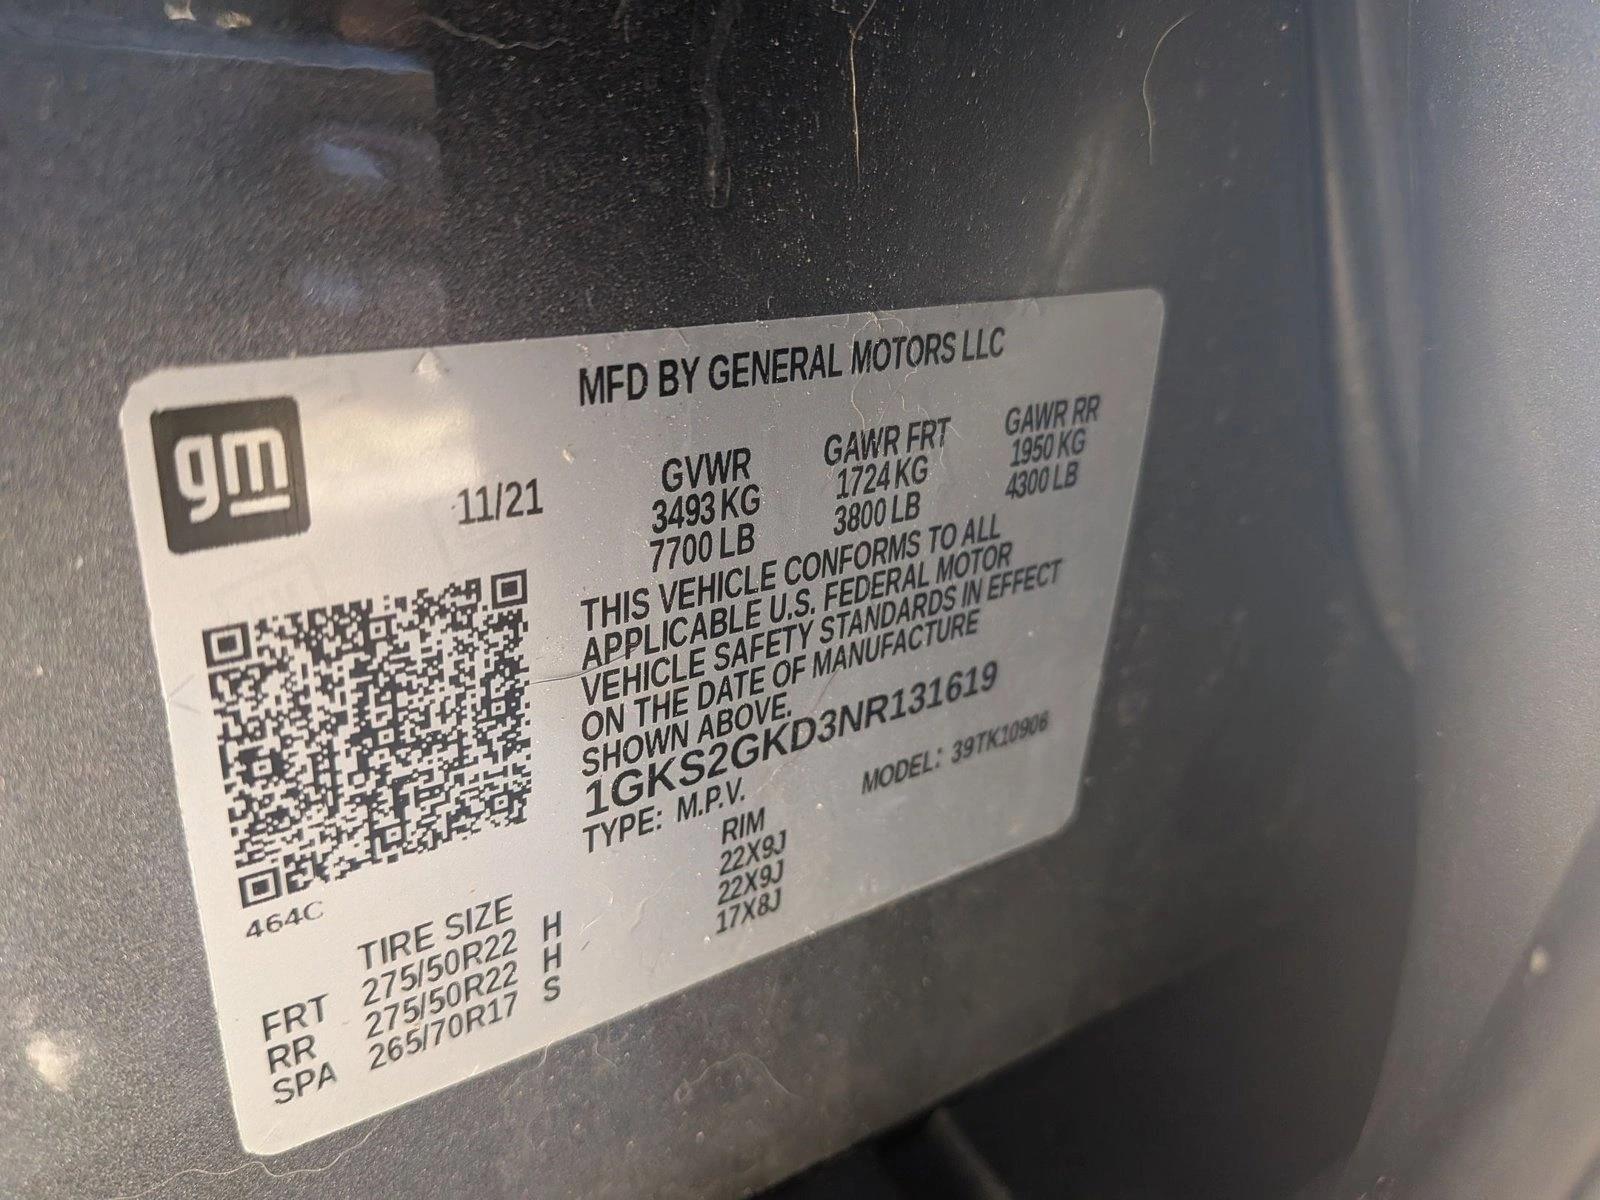 MFD BY GENERAL MOTORS LLC
gm
11/21
GVWR GAWR FRT GAWR RR
3493 KG 1724 KG 1950 KG
7700 LB 3800 LB 4300 LB
THIS VEHICLE CONFORMS TO ALL
APPLICABLE U.S. FEDERAL MOTOR
VEHICLE SAFETY STANDARDS IN EFFECT
ON THE DATE OF MANUFACTURE
SHOWN ABOVE.
1GKS2GKD3NR131619
TYPE: M.P.V. MODEL: 39TK10906
464C
TIRE SIZE RIM
FRT 275/50R22 H 22X9J
RR 275/50R22 H 22X9J
SPA 265/70R17 S 17X8J